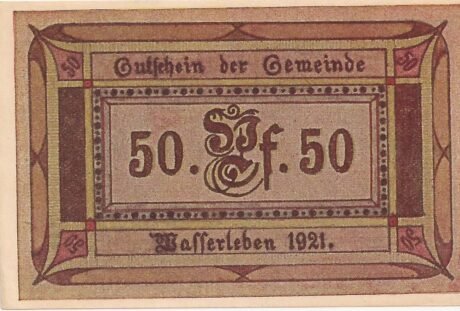 50 50
Gutschein der Gemeinde
50. Pf. 50
Wasserleben 1921.
50 50